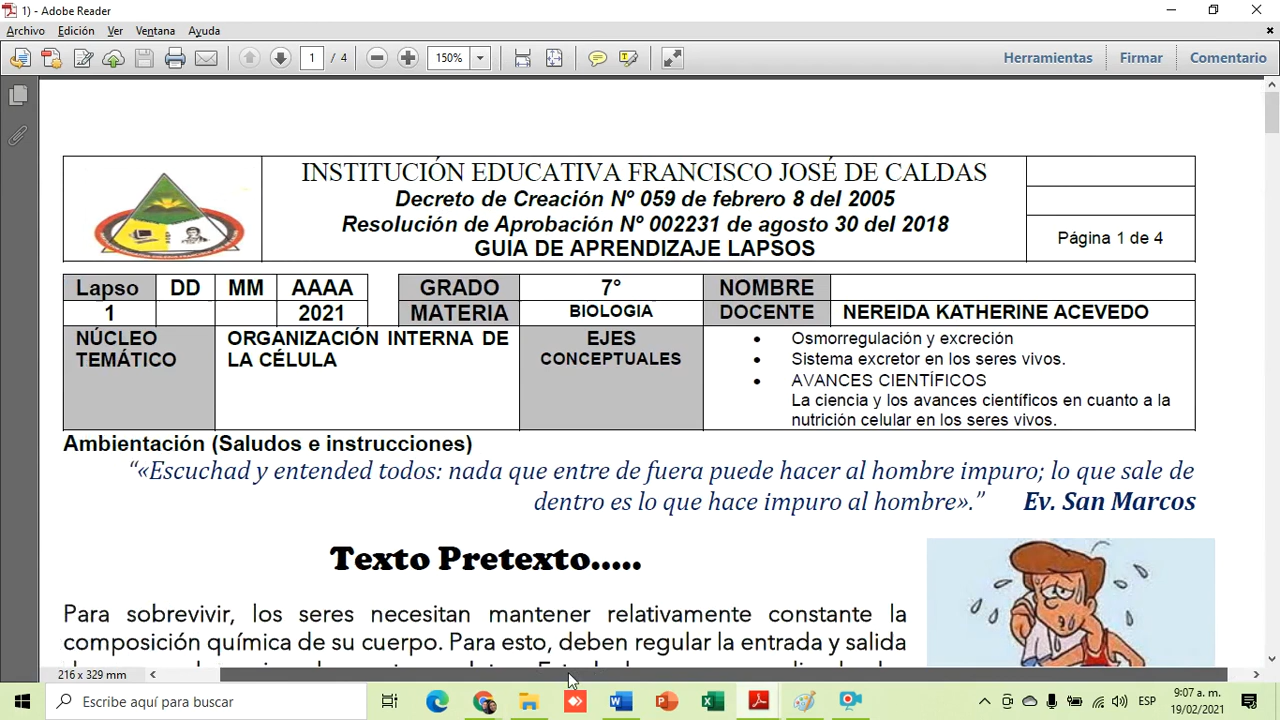 1) - Adobe Reader
Archivo Edición Ver Ventana Ayuda
1 / 4 150% Herramientas Firmar Comentario
INSTITUCIÓN EDUCATIVA FRANCISCO JOSÉ DE CALDAS
Decreto de Creación Nº 059 de febrero 8 del 2005
Resolución de Aprobación Nº 002231 de agosto 30 del 2018
GUIA DE APRENDIZAJE LAPSOS
Página 1 de 4
Lapso DD MM AAAA GRADO 7° NOMBRE
1 2021 MATERIA BIOLOGIA DOCENTE NEREIDA KATHERINE ACEVEDO
NÚCLEO TEMÁTICO
ORGANIZACIÓN INTERNA DE
LA CÉLULA
EJES
CONCEPTUALES
• Osmorregulación y excreción
• Sistema excretor en los seres vivos.
• AVANCES CIENTÍFICOS
La ciencia y los avances científicos en cuanto a la
nutrición celular en los seres vivos.
Ambientación (Saludos e instrucciones)
“«Escuchad y entended todos: nada que entre de fuera puede hacer al hombre impuro; lo que sale de
dentro es lo que hace impuro al hombre».” Ev. San Marcos
Texto Pretexto.....
Para sobrevivir, los seres necesitan mantener relativamente constante la
composición química de su cuerpo. Para esto, deben regular la entrada y salida
216 x 329 mm
Escribe aquí para buscar
ESP
9:07 a. m.
19/02/2021